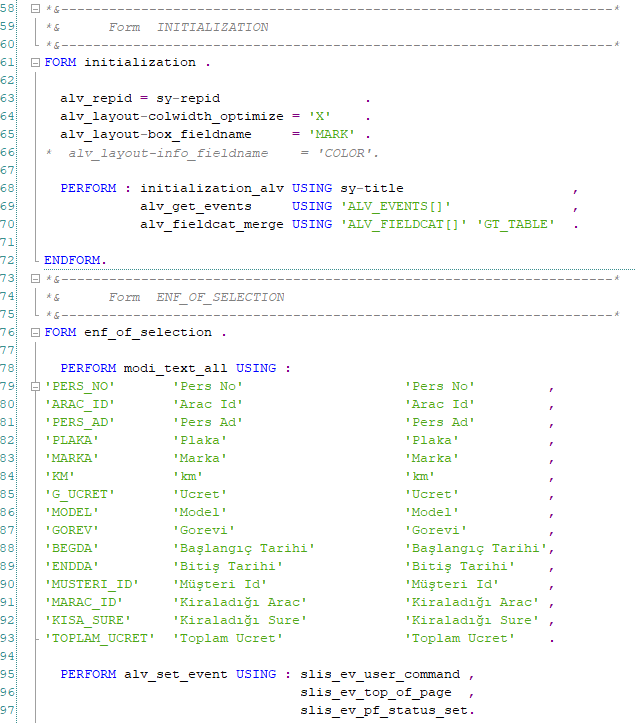 58 *&---------------------------------------------------------------------*
59 *&      Form  INITIALIZATION
60 *&---------------------------------------------------------------------*
61 FORM initialization .
62
63   alv_repid = sy-repid                  .
64   alv_layout-colwidth_optimize = 'X'    .
65   alv_layout-box_fieldname     = 'MARK' .
66 *  alv_layout-info_fieldname    = 'COLOR'.
67
68   PERFORM : initialization_alv USING sy-title                     ,
69             alv_get_events     USING 'ALV_EVENTS[]'               ,
70             alv_fieldcat_merge USING 'ALV_FIELDCAT[]' 'GT_TABLE'  .
71
72 ENDFORM.
73 *&---------------------------------------------------------------------*
74 *&      Form  ENF_OF_SELECTION
75 *&---------------------------------------------------------------------*
76 FORM enf_of_selection .
77
78   PERFORM modi_text_all USING :
79 'PERS_NO'       'Pers No'                    'Pers No'         ,
80 'ARAC_ID'       'Arac Id'                    'Arac Id'         ,
81 'PERS_AD'       'Pers Ad'                    'Pers Ad'         ,
82 'PLAKA'         'Plaka'                      'Plaka'           ,
83 'MARKA'         'Marka'                      'Marka'           ,
84 'KM'            'km'                         'km'              ,
85 'G_UCRET'       'Ucret'                      'Ucret'           ,
86 'MODEL'         'Model'                      'Model'           ,
87 'GOREV'         'Gorevi'                     'Gorevi'          ,
88 'BEGDA'         'Başlangıç Tarihi'           'Başlangıç Tarihi',
89 'ENDDA'         'Bitiş Tarihi'               'Bitiş Tarihi'    ,
90 'MUSTERI_ID'    'Müşteri Id'                 'Müşteri Id'      ,
91 'MARAC_ID'      'Kiraladığı Arac'            'Kiraladığı Arac' ,
92 'KISA_SURE'     'Kiraladığı Sure'            'Kiraladığı Sure' ,
93 'TOPLAM_UCRET'  'Toplam Ucret'               'Toplam Ucret'    .
94
95   PERFORM alv_set_event USING : slis_ev_user_command ,
96                                 slis_ev_top_of_page  ,
97                                 slis_ev_pf_status_set.